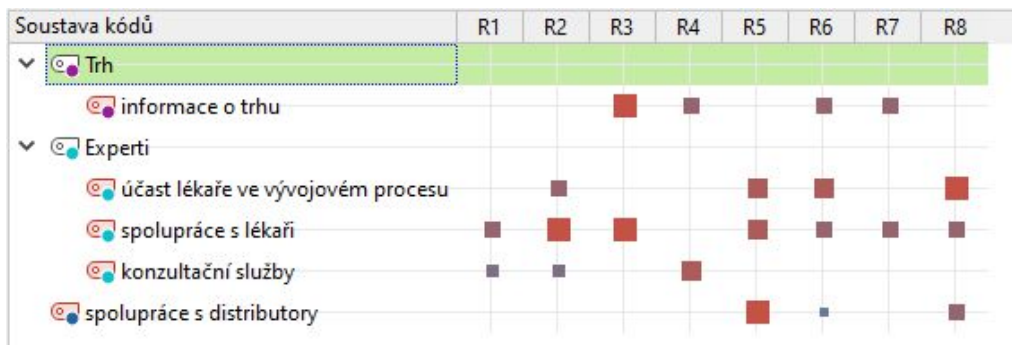 Soustava kódů R1 R2 R3 R4 R5 R6 R7 R8
Trh
informace o trhu
Experti
účast lékaře ve vývojovém procesu
spolupráce s lékaři
konzultační služby
spolupráce s distributory